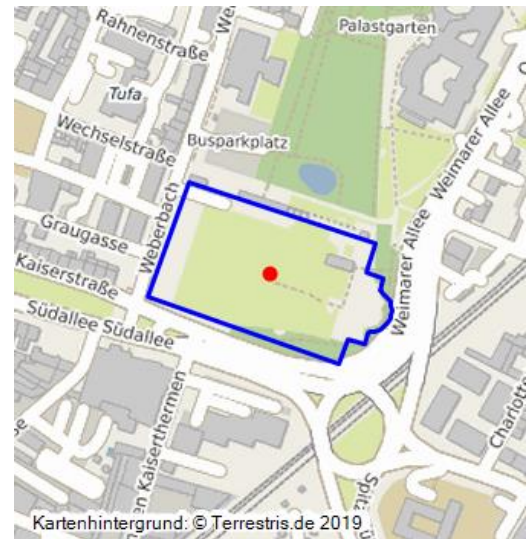 Rahnenstraße
Palastgarten
Tufa
Wechselstraße
Busparkplatz
Weimarer Allee
Weberbach
Graugasse
Kaiserstraße
Weimarer Allee
Südallee Südallee
Kaiserthermen
Charlotte
Kartenhintergrund: © Terrestris.de 2019